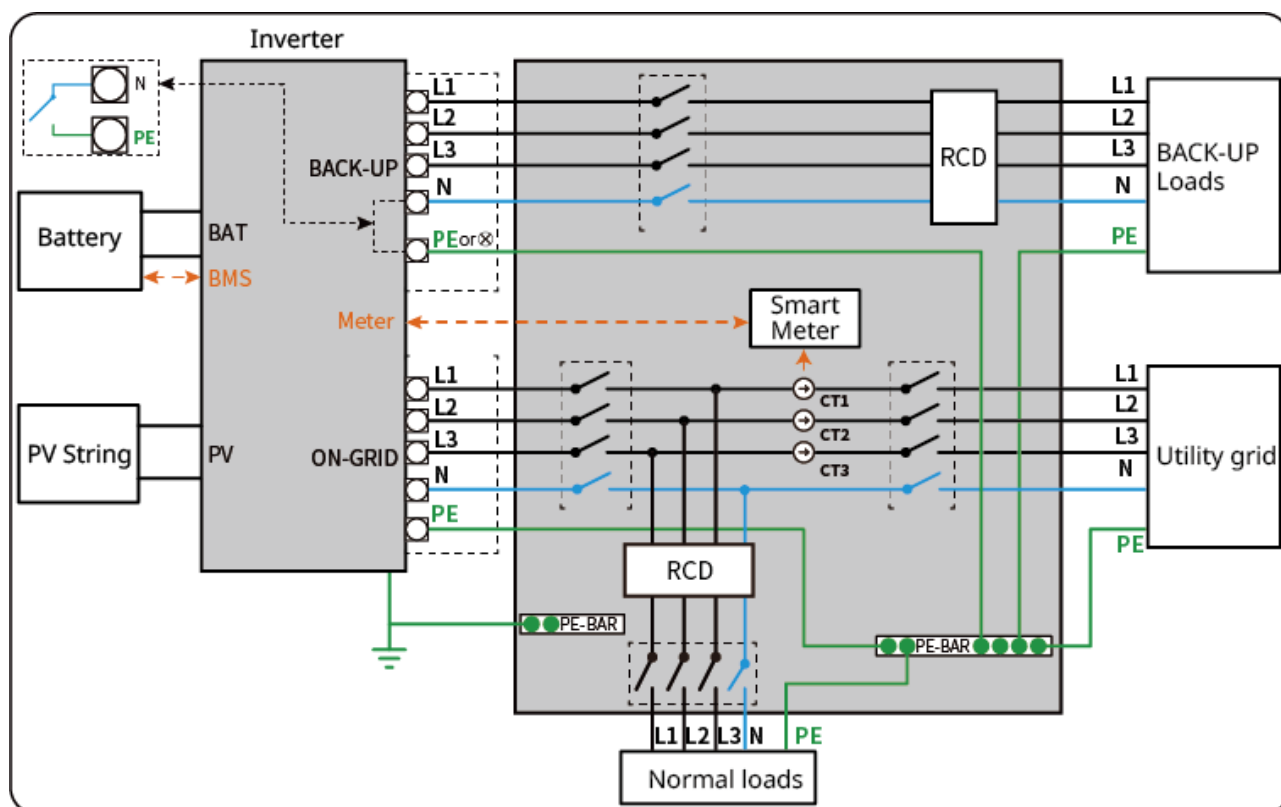 Inverter
N
PE
BACK-UP
L1
L2
L3
N
PEor⊗
RCD
L1
L2
L3
N
PE
BACK-UP
Loads
Battery
BAT
BMS
Meter
Smart
Meter
PV String
PV
ON-GRID
L1
L2
L3
N
PE
CT1
CT2
CT3
L1
L2
L3
N
PE
Utility grid
RCD
PE-BAR
PE-BAR
L1 L2 L3 N PE
Normal loads